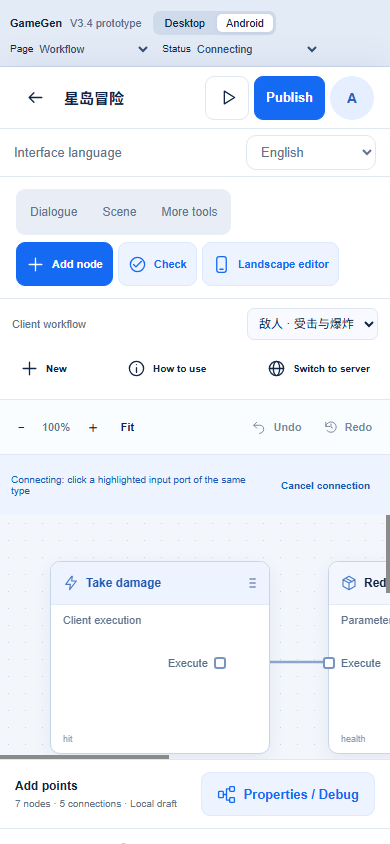 GameGen V3.4 prototype Desktop Android
Page Workflow Status Connecting
星岛冒险 Publish A
Interface language English
Dialogue Scene More tools
Add node Check Landscape editor
Client workflow 敌人 · 受击与爆炸
New How to use Switch to server
− 100% + Fit Undo Redo
Connecting: click a highlighted input port of the same
type
Cancel connection
Take damage
Client execution
Execute
hit
Red
Parameter
Execute
health
Add points
7 nodes · 5 connections · Local draft
Properties / Debug